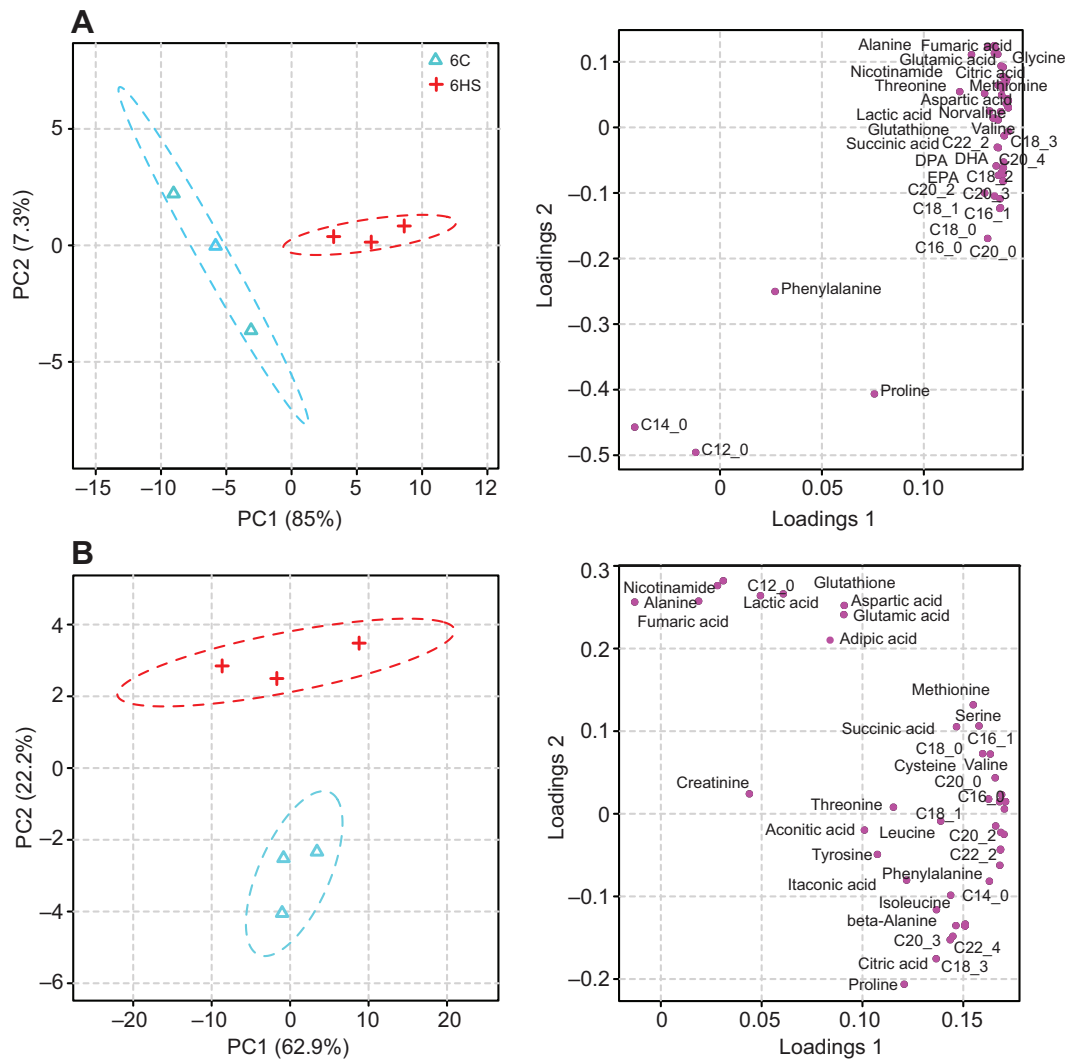 A
6C
6HS
5
0
–5
PC2 (7.3%)
–15
–10
–5
0
5
10
12
PC1 (85%)
Alanine
Fumaric acid
Glutamic acid
Glycine
Nicotinamide
Citric acid
Threonine
Methionine
Aspartic acid
Lactic acid
Norvaline
Glutathione
Valine
Succinic acid
C22_2
C18_3
DPA
DHA
C20_4
EPA
C18_2
C20_2
C20_3
C18_1
C16_1
C18_0
C16_0
C20_0
Phenylalanine
Proline
C14_0
C12_0
0.1
0
–0.1
–0.2
–0.3
–0.4
–0.5
Loadings 2
0
0.05
0.10
Loadings 1
B
4
2
0
–2
–4
–6
PC2 (22.2%)
–20
–10
0
10
20
PC1 (62.9%)
Nicotinamide
C12_0
Glutathione
Alanine
Lactic acid
Aspartic acid
Fumaric acid
Glutamic acid
Adipic acid
Methionine
Serine
Succinic acid
C16_1
C18_0
Cysteine
Valine
C20_0
Creatinine
C16_0
Threonine
C18_1
Aconitic acid
Leucine
C20_2
Tyrosine
C22_2
Phenylalanine
Itaconic acid
C14_0
Isoleucine
beta-Alanine
C20_3
C22_4
Citric acid
C18_3
Proline
0.3
0.2
0.1
0
–0.1
–0.2
Loadings 2
0
0.05
0.10
0.15
Loadings 1